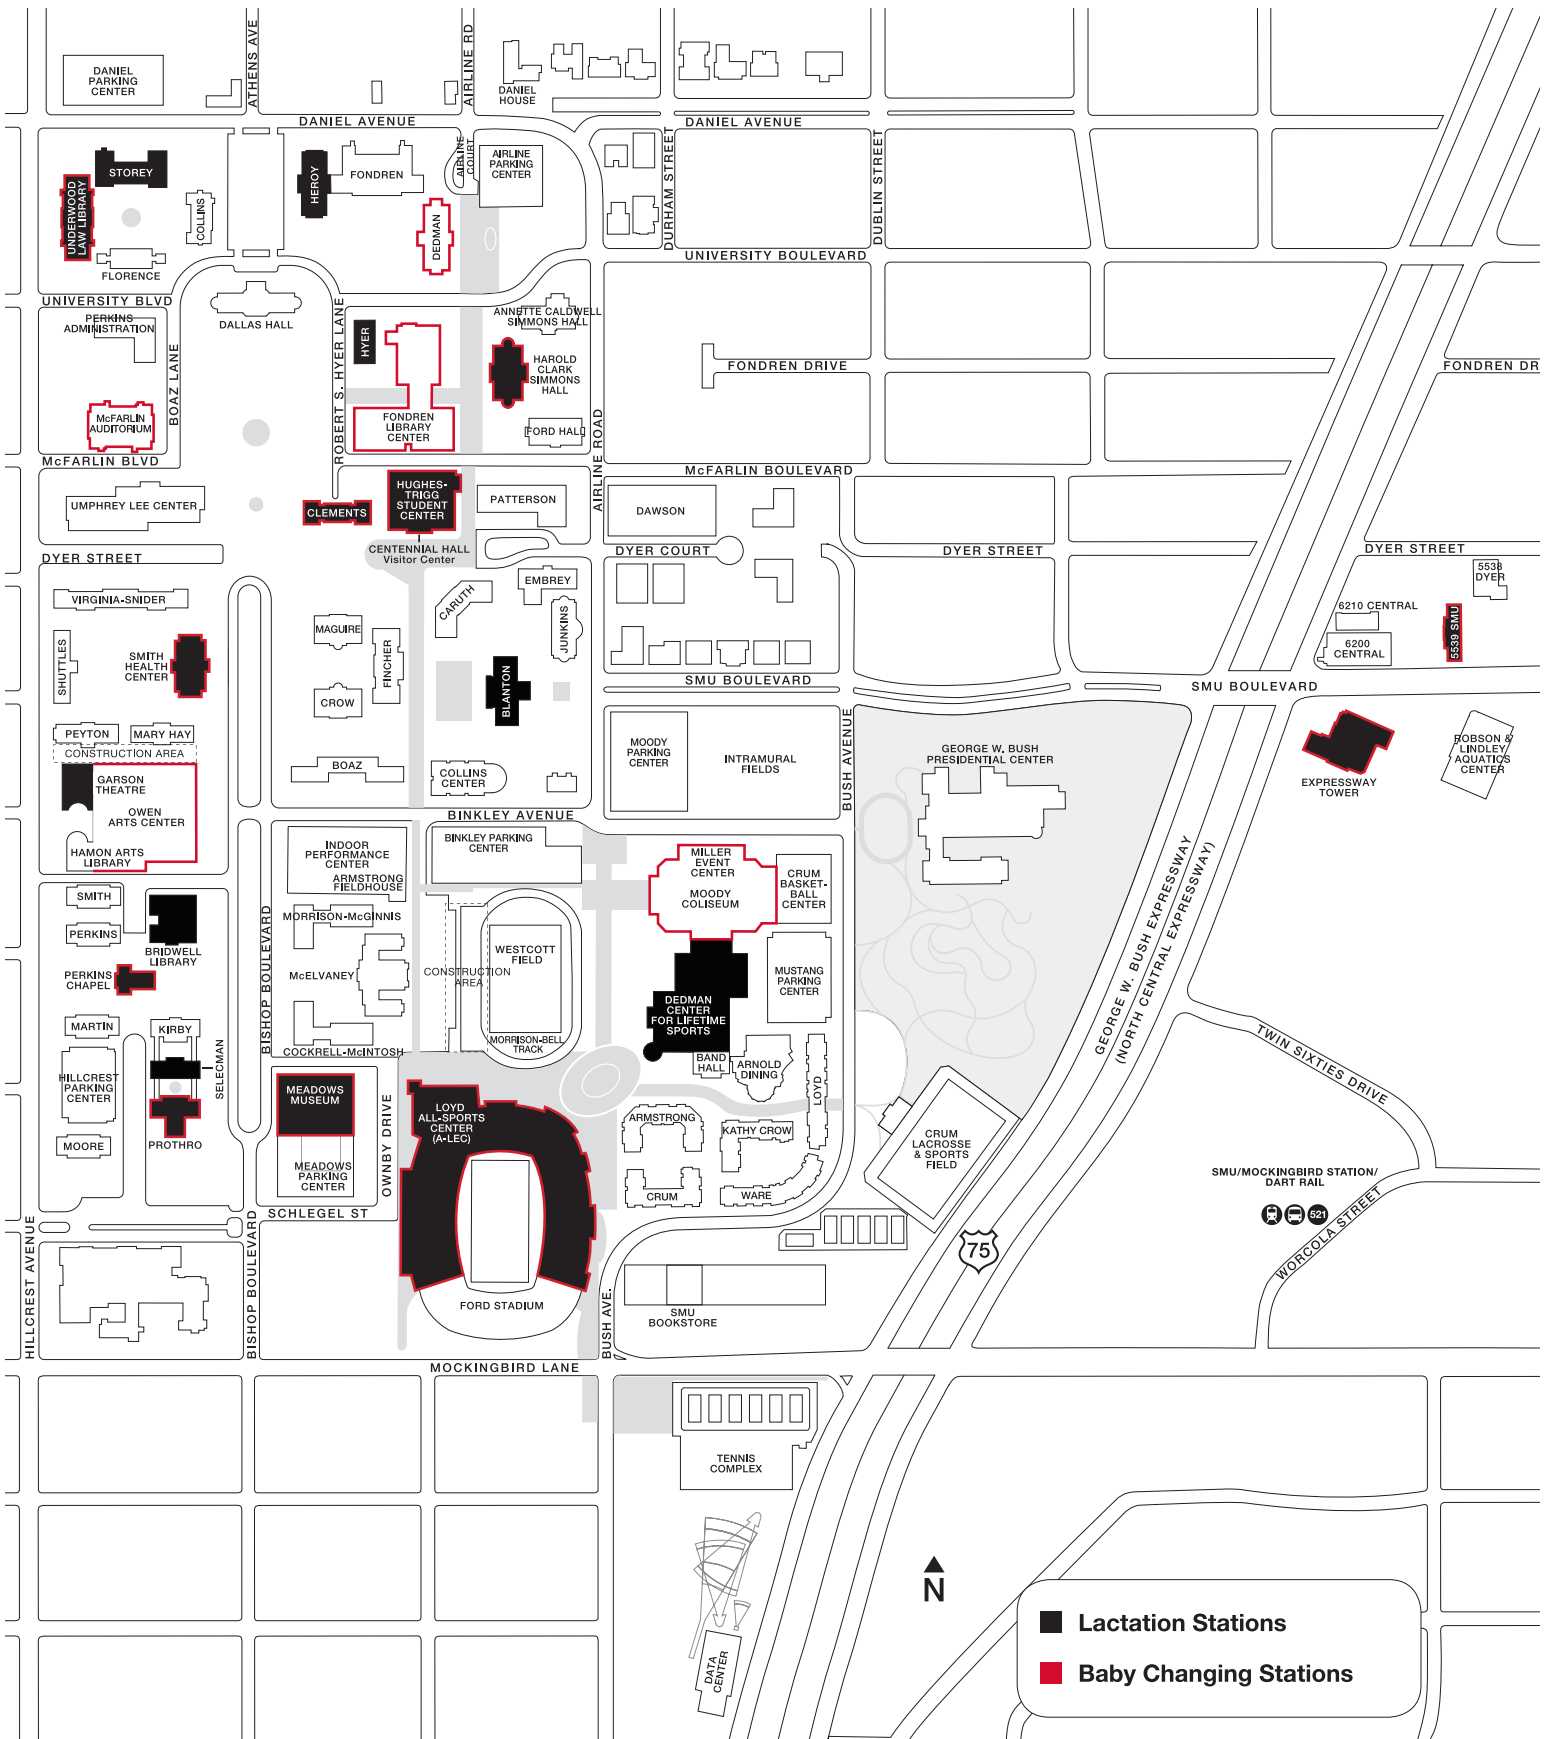 ATHENS AVE
AIRLINE RD
DANIEL
PARKING
CENTER
DANIEL
HOUSE
DANIEL AVENUE
DANIEL AVENUE
STOREY
UNDERWOOD
LAW LIBRARY
COLLINS
FLORENCE
HEROY
FONDREN
AIRLINE
COURT
AIRLINE
PARKING
CENTER
DEDMAN
DURHAM STREET
DUBLIN STREET
UNIVERSITY BOULEVARD
UNIVERSITY BLVD
PERKINS
ADMINISTRATION
DALLAS HALL
BOAZ LANE
ROBERT S. HYER LANE
HYER
ANNETTE CALDWELL
SIMMONS HALL
HAROLD
CLARK
SIMMONS
HALL
FONDREN DRIVE
FONDREN DR
McFARLIN
AUDITORIUM
FONDREN
LIBRARY
CENTER
FORD HALL
AIRLINE ROAD
McFARLIN BLVD
McFARLIN BOULEVARD
UMPHREY LEE CENTER
CLEMENTS
HUGHES-
TRIGG
STUDENT
CENTER
PATTERSON
DAWSON
CENTENNIAL HALL
Visitor Center
DYER STREET
DYER COURT
DYER STREET
DYER STREET
5538
DYER
VIRGINIA-SNIDER
SHUTTLES
SMITH
HEALTH
CENTER
MAGUIRE
FINCHER
CROW
CARUTH
EMBREY
JUNKINS
BLANTON
6210 CENTRAL
6200
CENTRAL
5539 SMU
SMU BOULEVARD
SMU BOULEVARD
PEYTON
MARY HAY
CONSTRUCTION AREA
GARSON
THEATRE
OWEN
ARTS CENTER
HAMON ARTS
LIBRARY
BOAZ
COLLINS
CENTER
MOODY
PARKING
CENTER
INTRAMURAL
FIELDS
BUSH AVENUE
GEORGE W. BUSH
PRESIDENTIAL CENTER
EXPRESSWAY
TOWER
ROBSON &
LINDLEY
AQUATICS
CENTER
BINKLEY AVENUE
INDOOR
PERFORMANCE
CENTER
ARMSTRONG
FIELDHOUSE
BINKLEY PARKING
CENTER
MILLER
EVENT
CENTER
MOODY
COLISEUM
CRUM
BASKET-
BALL
CENTER
SMITH
PERKINS
BRIDWELL
LIBRARY
PERKINS
CHAPEL
BISHOP BOULEVARD
MORRISON-McGINNIS
McELVANEY
CONSTRUCTION
AREA
WESTCOTT
FIELD
MUSTANG
PARKING
CENTER
DEDMAN
CENTER
FOR LIFETIME
SPORTS
GEORGE W. BUSH EXPRESSWAY
(NORTH CENTRAL EXPRESSWAY)
MARTIN
KIRBY
SELECMAN
HILLCREST
PARKING
CENTER
COCKRELL-McINTOSH
MORRISON-BELL
TRACK
BAND
HALL
ARNOLD
DINING
LOYD
TWIN SIXTIES DRIVE
MOORE
PROTHRO
MEADOWS
MUSEUM
MEADOWS
PARKING
CENTER
OWNBY DRIVE
LOYD
ALL-SPORTS
CENTER
(A-LEC)
ARMSTRONG
KATHY CROW
CRUM
WARE
CRUM
LACROSSE
& SPORTS
FIELD
SMU/MOCKINGBIRD STATION/
DART RAIL
521
WORCOLA STREET
SCHLEGEL ST
HILLCREST AVENUE
BISHOP BOULEVARD
75
FORD STADIUM
BUSH AVE.
SMU
BOOKSTORE
MOCKINGBIRD LANE
TENNIS
COMPLEX
DATA
CENTER
N
Lactation Stations
Baby Changing Stations